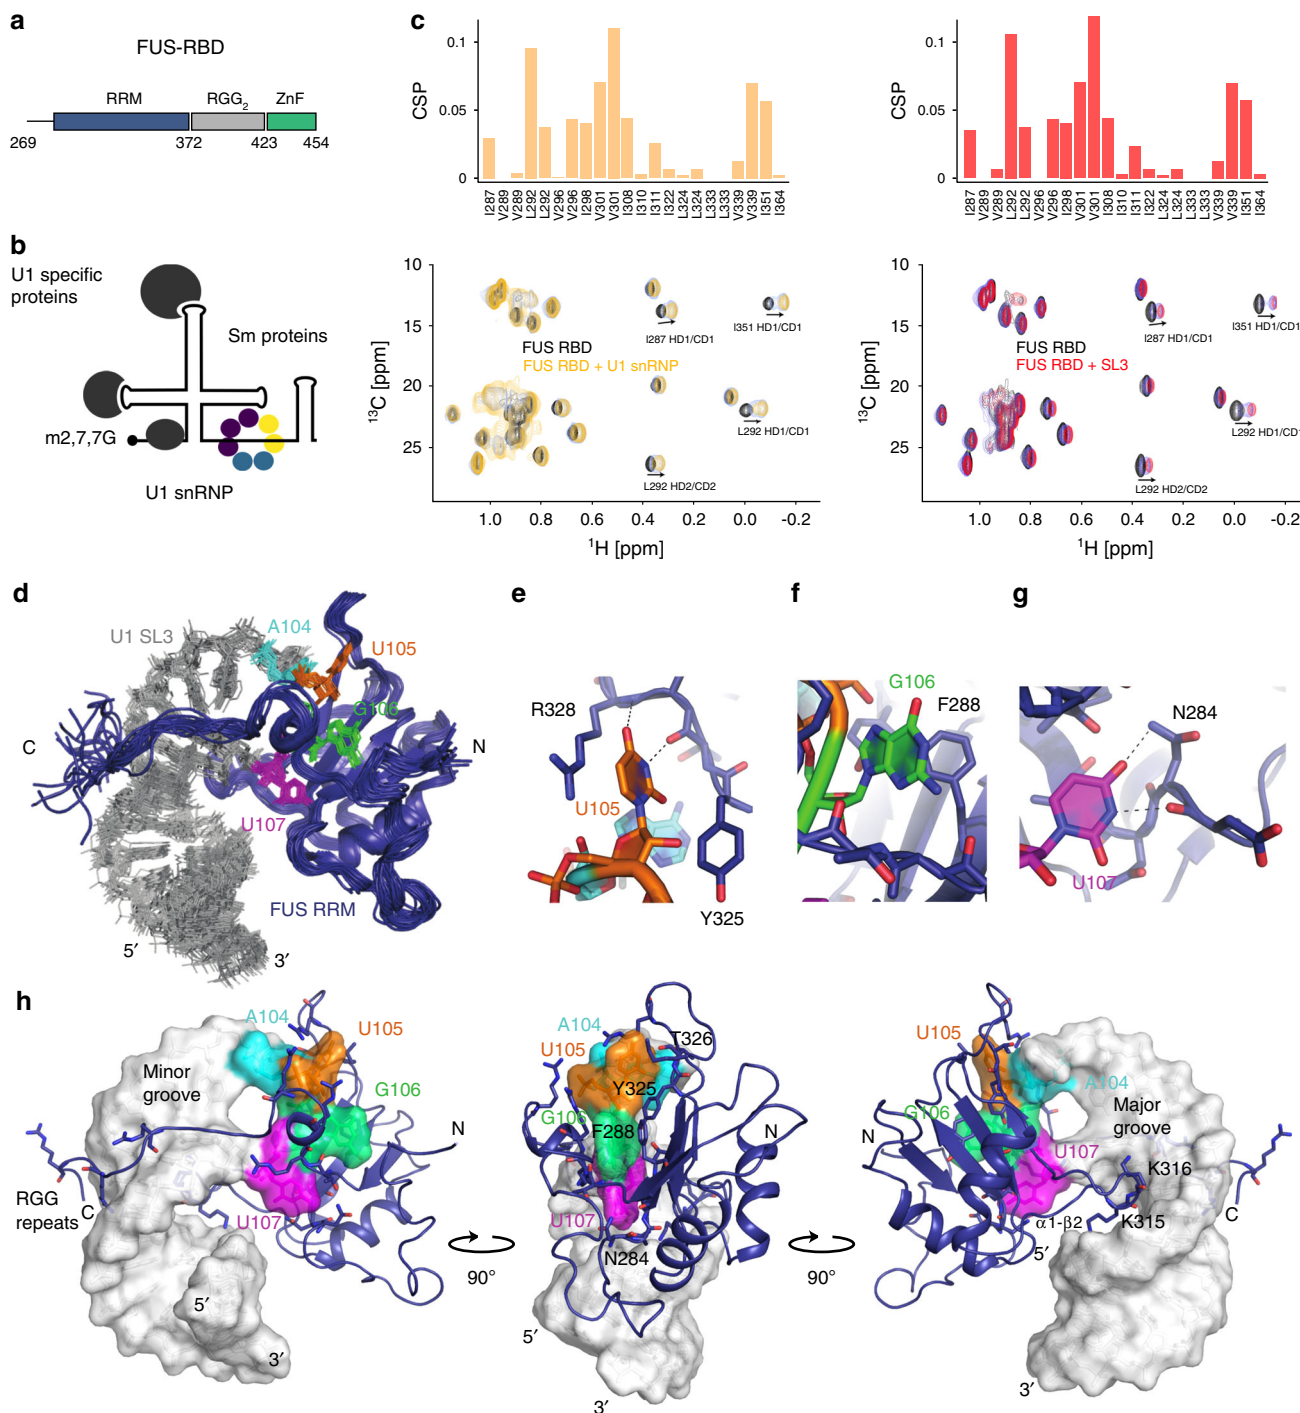 a
FUS-RBD
RRM
RGG2
ZnF
269
372
423
454
b
U1 specific
proteins
Sm proteins
m2,7,7G
U1 snRNP
c
CSP
0.1
0.05
0
I287
V289
V289
L292
L292
V296
V296
I298
V301
V301
I308
I310
I311
I322
L324
L324
L333
L333
V339
V339
I351
I364
CSP
0.1
0.05
0
I287
V289
V289
L292
L292
V296
V296
I298
V301
V301
I308
I310
I311
I322
L324
L324
L333
L333
V339
V339
I351
I364
10
15
20
25
13C [ppm]
I287 HD1/CD1
I351 HD1/CD1
FUS RBD
FUS RBD + U1 snRNP
L292 HD1/CD1
L292 HD2/CD2
1.0
0.8
0.6
0.4
0.2
0.0
-0.2
1H [ppm]
10
15
20
25
13C [ppm]
I287 HD1/CD1
I351 HD1/CD1
FUS RBD
FUS RBD + SL3
L292 HD1/CD1
L292 HD2/CD2
1.0
0.8
0.6
0.4
0.2
0.0
-0.2
1H [ppm]
d
U1 SL3
A104
U105
G106
C
N
U107
FUS RRM
5′
3′
e
R328
U105
Y325
f
G106
F288
g
N284
U107
h
A104
U105
Minor
groove
G106
N
RGG
repeats
C
U107
5′
3′
90°
A104
T326
U105
Y325
G106
F288
N
U107
N284
5′
3′
90°
U105
A104
G106
Major
groove
N
U107
K316
α1-β2
K315
C
5′
3′